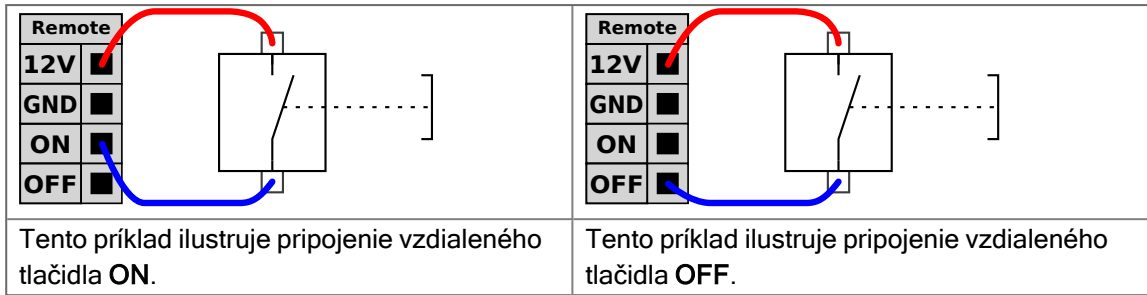 Remote
12V
GND
ON
OFF
Tento príklad ilustruje pripojenie vzdialeného
tlačidla ON.
Remote
12V
GND
ON
OFF
Tento príklad ilustruje pripojenie vzdialeného
tlačidla OFF.